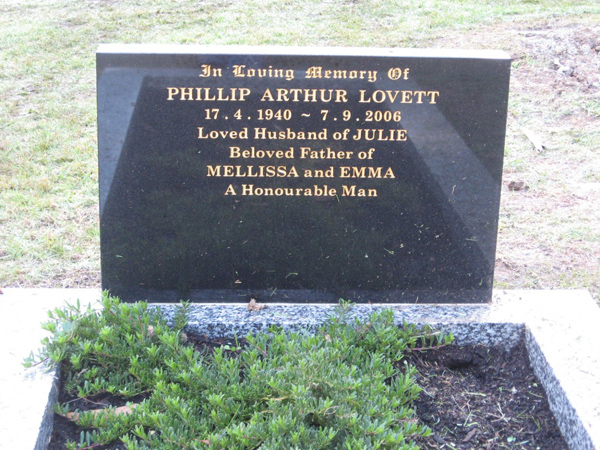 In Loving Memory Of
PHILLIP ARTHUR LOVETT
17 . 4 . 1940 ~ 7 . 9 . 2006
Loved Husband of JULIE
Beloved Father of
MELLISSA and EMMA
A Honourable Man